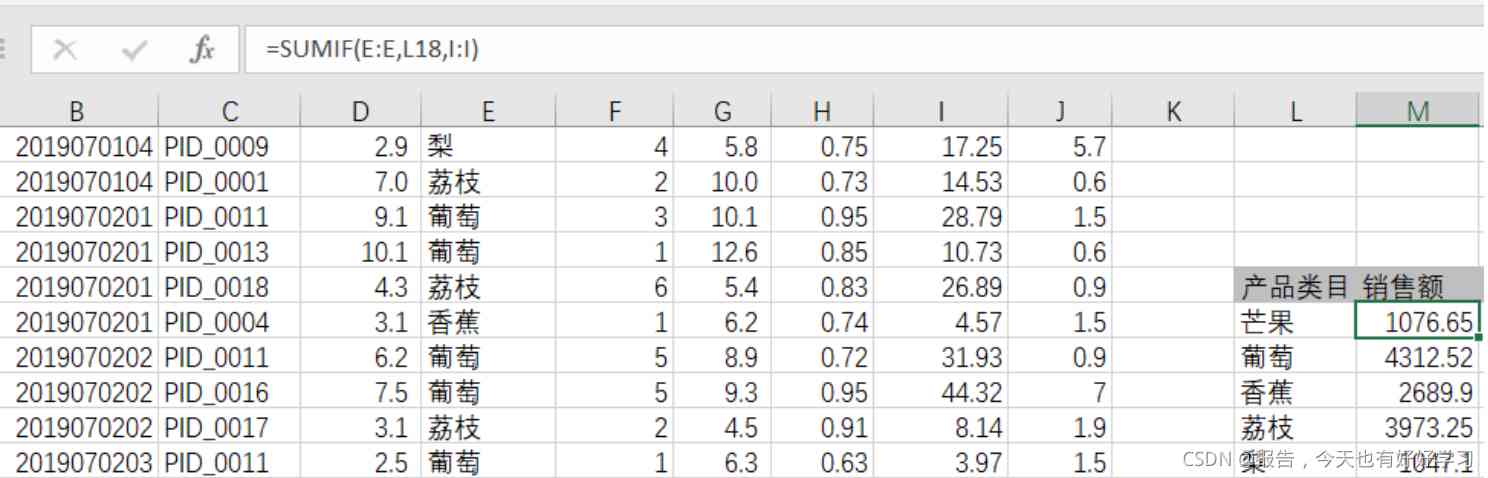 fx =SUMIF(E:E,L18,I:I)
B C D E F G H I J K L M
2019070104 PID_0009 2.9 梨 4 5.8 0.75 17.25 5.7
2019070104 PID_0001 7.0 荔枝 2 10.0 0.73 14.53 0.6
2019070201 PID_0011 9.1 葡萄 3 10.1 0.95 28.79 1.5
2019070201 PID_0013 10.1 葡萄 1 12.6 0.85 10.73 0.6
2019070201 PID_0018 4.3 荔枝 6 5.4 0.83 26.89 0.9 产品类目 销售额
2019070201 PID_0004 3.1 香蕉 1 6.2 0.74 4.57 1.5 芒果 1076.65
2019070202 PID_0011 6.2 葡萄 5 8.9 0.72 31.93 0.9 葡萄 4312.52
2019070202 PID_0016 7.5 葡萄 5 9.3 0.95 44.32 7 香蕉 2689.9
2019070202 PID_0017 3.1 荔枝 2 4.5 0.91 8.14 1.9 荔枝 3973.25
2019070203 PID_0011 2.5 葡萄 1 6.3 0.63 3.97 1.5 梨 1047.1
CSDN @报告，今天也有好好学习